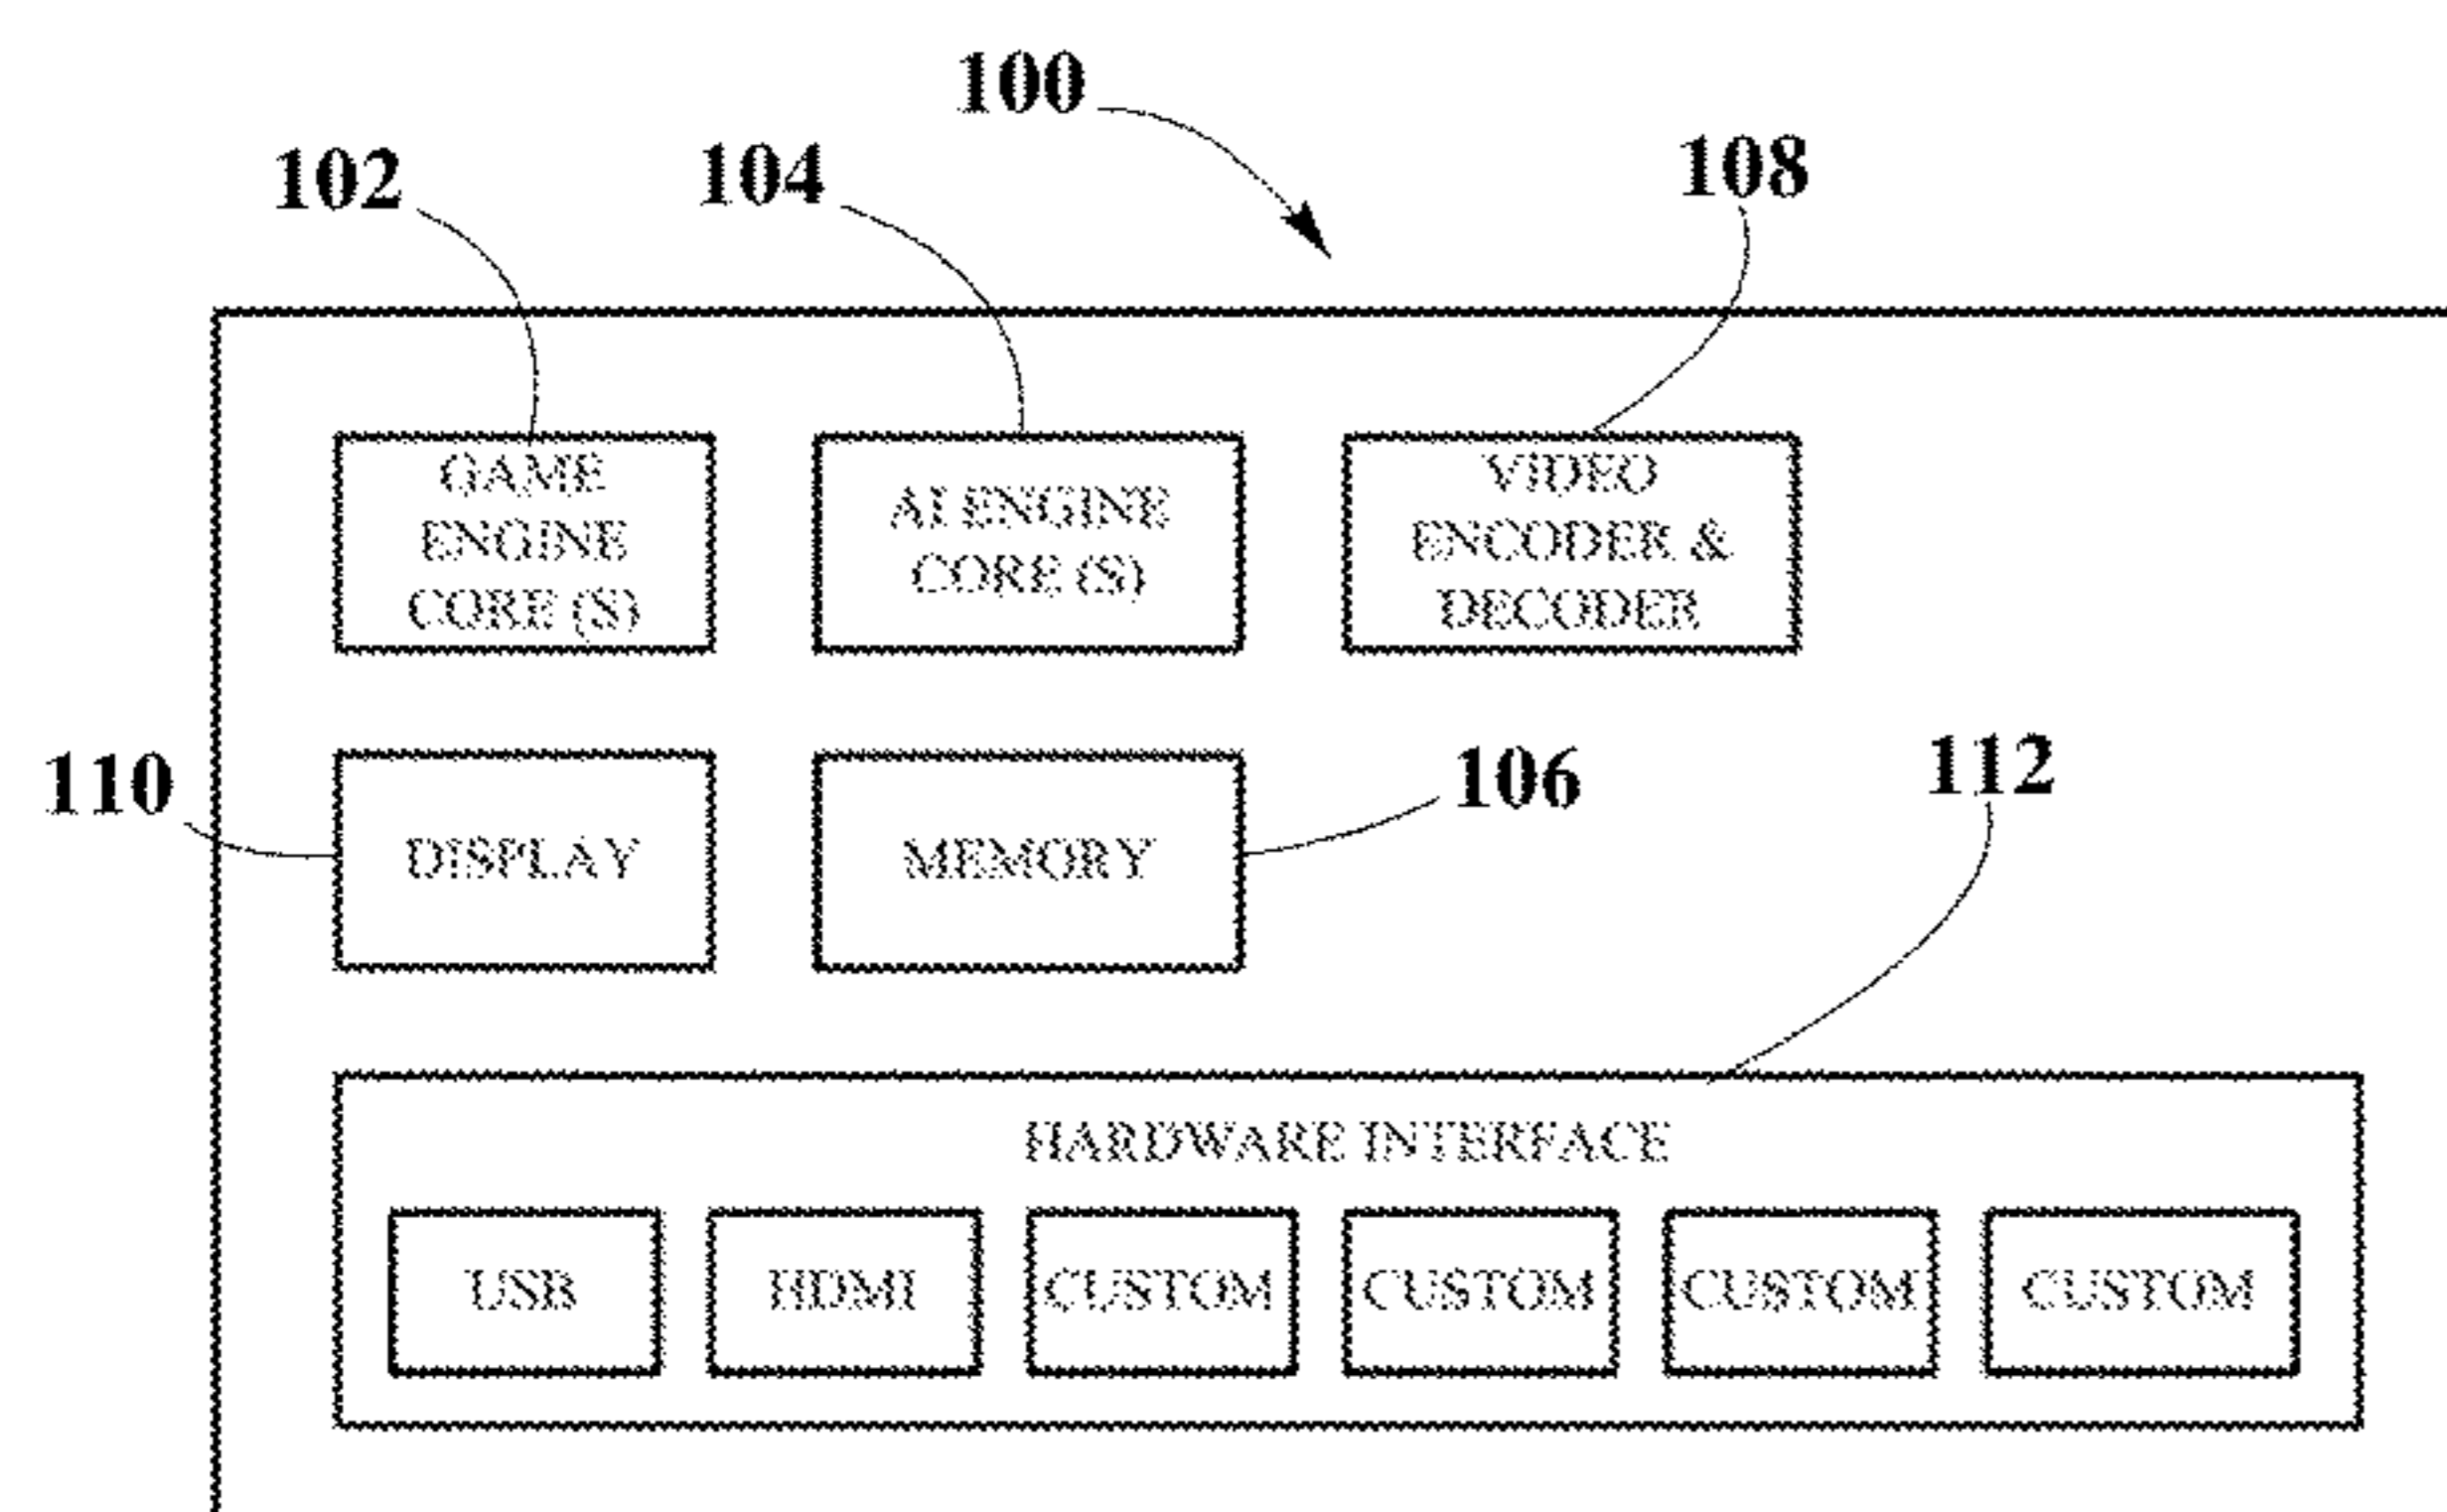 100
102
104
108
GAME
ENGINE
CORE (S)
AI ENGINE
CORE (S)
VIDEO
ENCODER &
DECODER
110
DISPLAY
MEMORY
106
112
HARDWARE INTERFACE
USB
HDMI
CUSTOM
CUSTOM
CUSTOM
CUSTOM